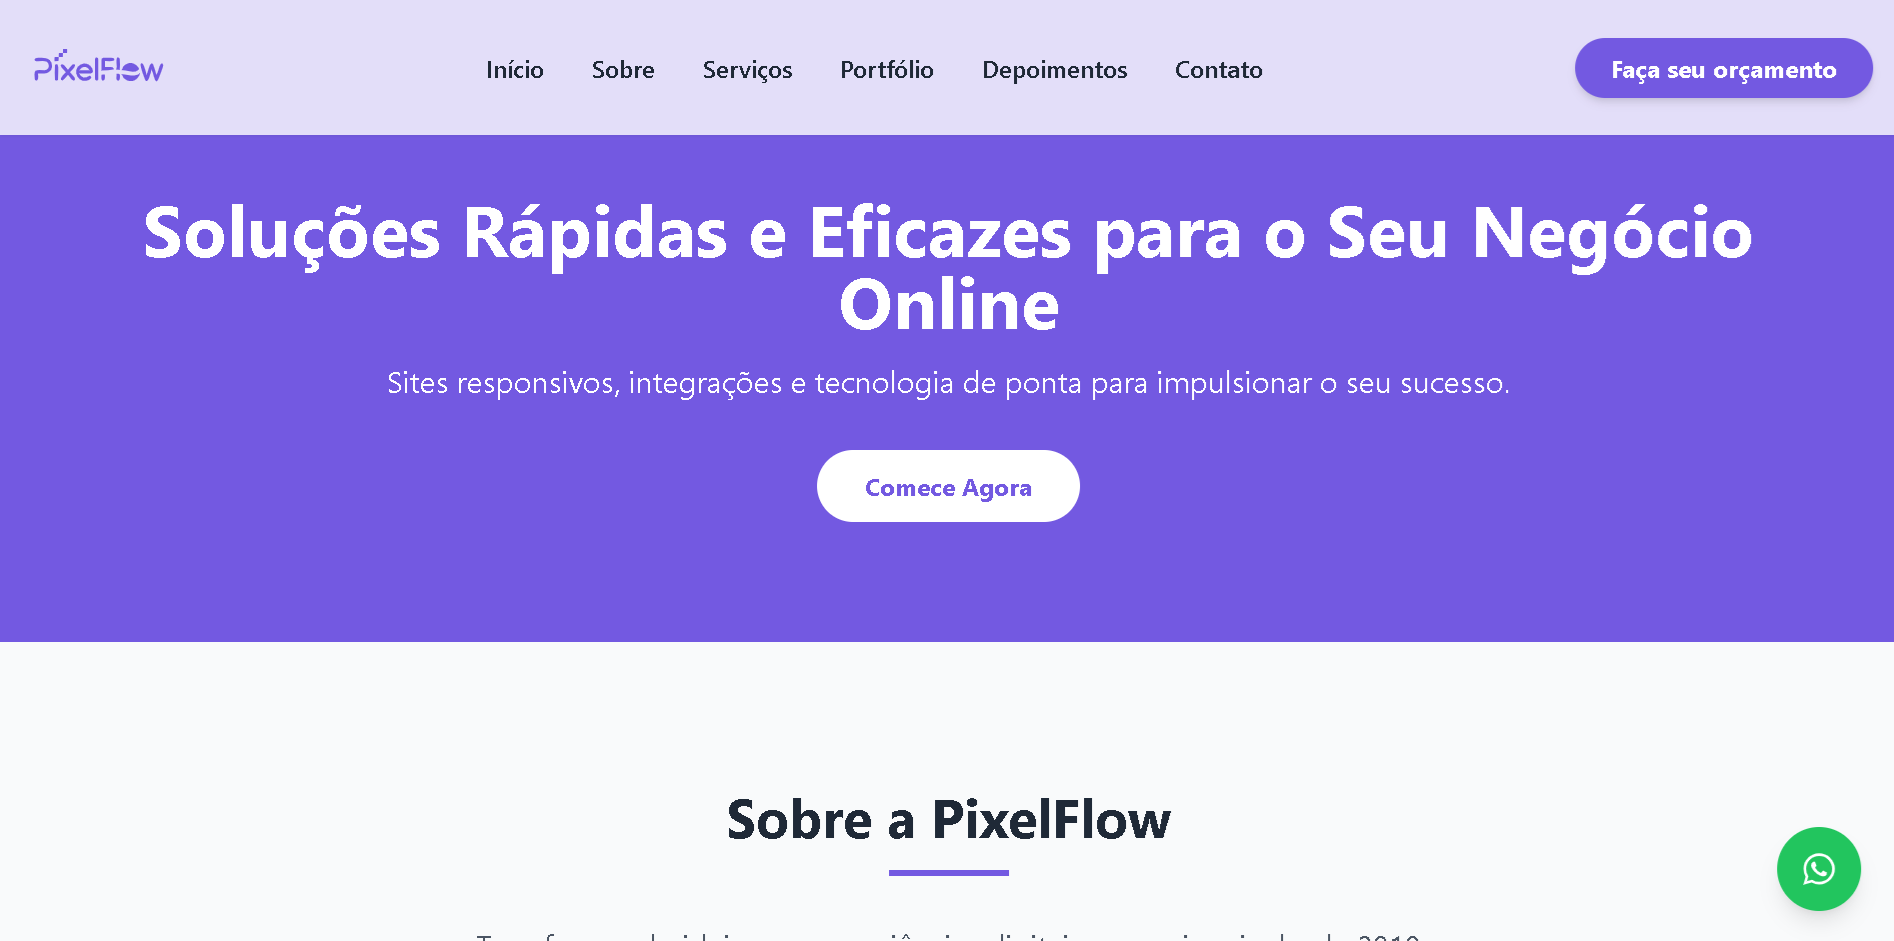 PixelFlow
Início Sobre Serviços Portfólio Depoimentos Contato
Faça seu orçamento
Soluções Rápidas e Eficazes para o Seu Negócio
Online
Sites responsivos, integrações e tecnologia de ponta para impulsionar o seu sucesso.
Comece Agora
Sobre a PixelFlow